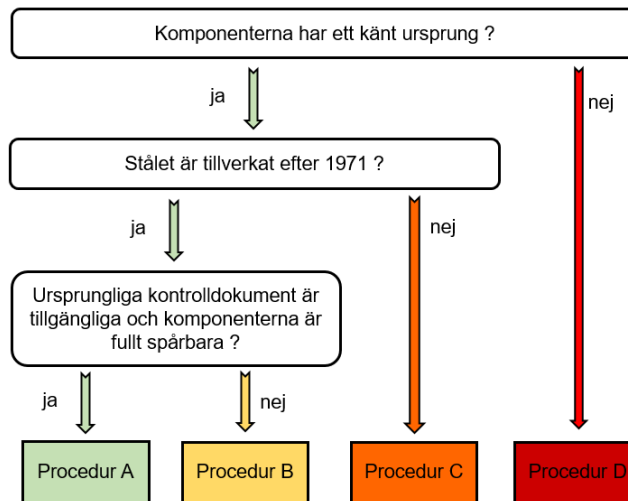 Komponenterna har ett känt ursprung ?
ja
nej
Stålet är tillverkat efter 1971 ?
ja
nej
Ursprungliga kontrolldokument är
tillgängliga och komponenterna är
fullt spårbara ?
ja
nej
Procedur A
Procedur B
Procedur C
Procedur D